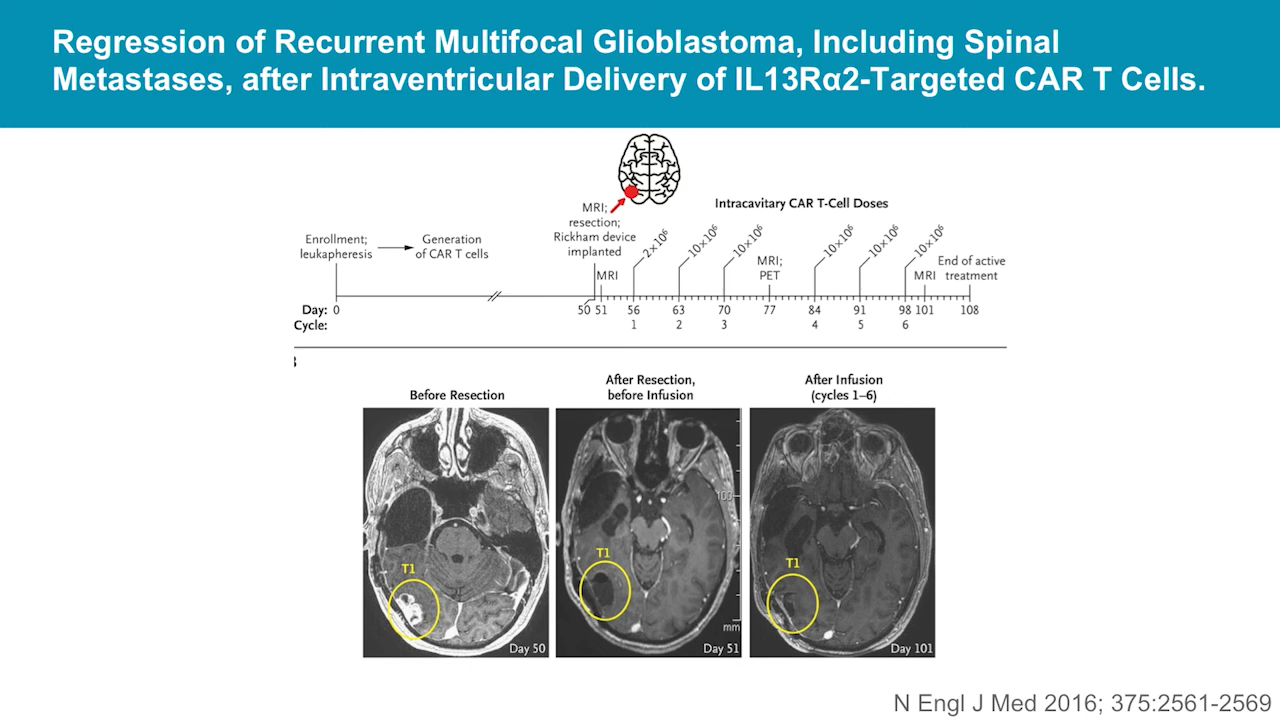 Regression of Recurrent Multifocal Glioblastoma, Including Spinal
Metastases, after Intraventricular Delivery of IL13Rα2-Targeted CAR T Cells.
Enrollment;
leukapheresis
Generation
of CAR T cells
MRI;
resection;
Rickham device
implanted
Intracavitary CAR T-Cell Doses
MRI
2×10⁶
10×10⁶
10×10⁶
MRI;
PET
10×10⁶
10×10⁶
10×10⁶
MRI
End of active
treatment
Day: 0 50 51 56 63 70 77 84 91 98 101 108
Cycle: 1 2 3 4 5 6
Before Resection
After Resection,
before Infusion
After Infusion
(cycles 1–6)
T1
Day 50
100
T1
mm
Day 51
T1
Day 101
N Engl J Med 2016; 375:2561-2569